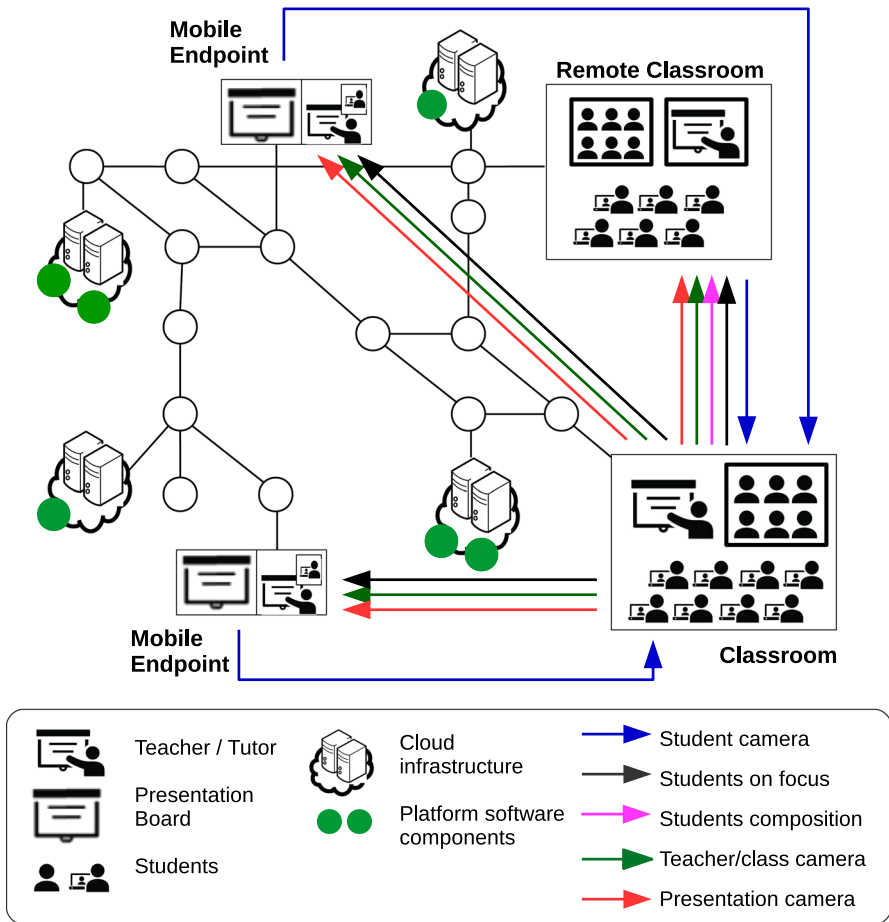 Mobile
Endpoint
Remote Classroom
Mobile
Endpoint
Classroom
Teacher / Tutor
Presentation
Board
Students
Cloud
infrastructure
Platform software
components
Student camera
Students on focus
Students composition
Teacher/class camera
Presentation camera